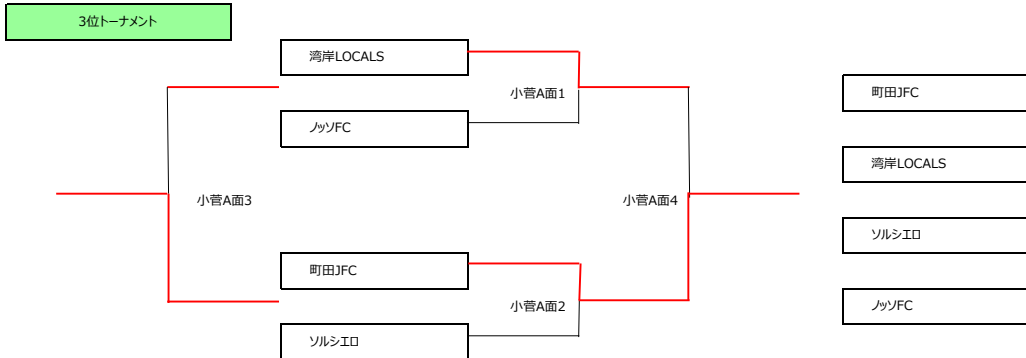 3位トーナメント
湾岸LOCALS
小菅A面1
町田JFC
ノッソFC
湾岸LOCALS
小菅A面3
小菅A面4
ソルシエロ
町田JFC
小菅A面2
ノッソFC
ソルシエロ